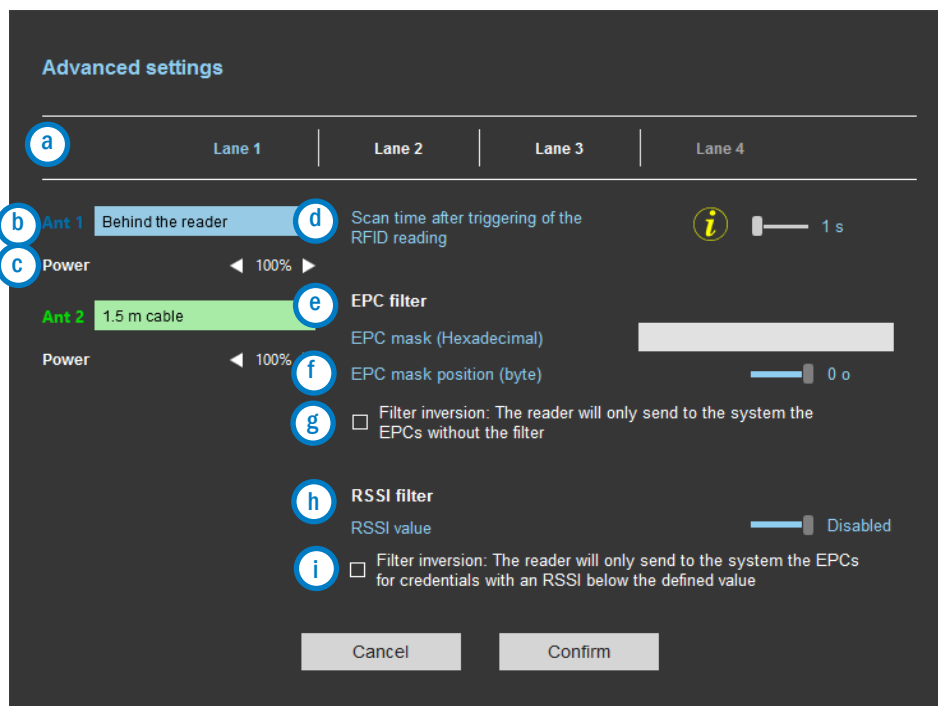 Advanced settings
a
Lane 1
Lane 2
Lane 3
Lane 4
b
Ant 1
Behind the reader
c
Power
100%
Ant 2
1.5 m cable
Power
100%
d
Scan time after triggering of the
RFID reading
i
1 s
e
EPC filter
EPC mask (Hexadecimal)
f
EPC mask position (byte)
0 o
g
Filter inversion: The reader will only send to the system the
EPCs without the filter
h
RSSI filter
RSSI value
Disabled
i
Filter inversion: The reader will only send to the system the EPCs
for credentials with an RSSI below the defined value
Cancel
Confirm